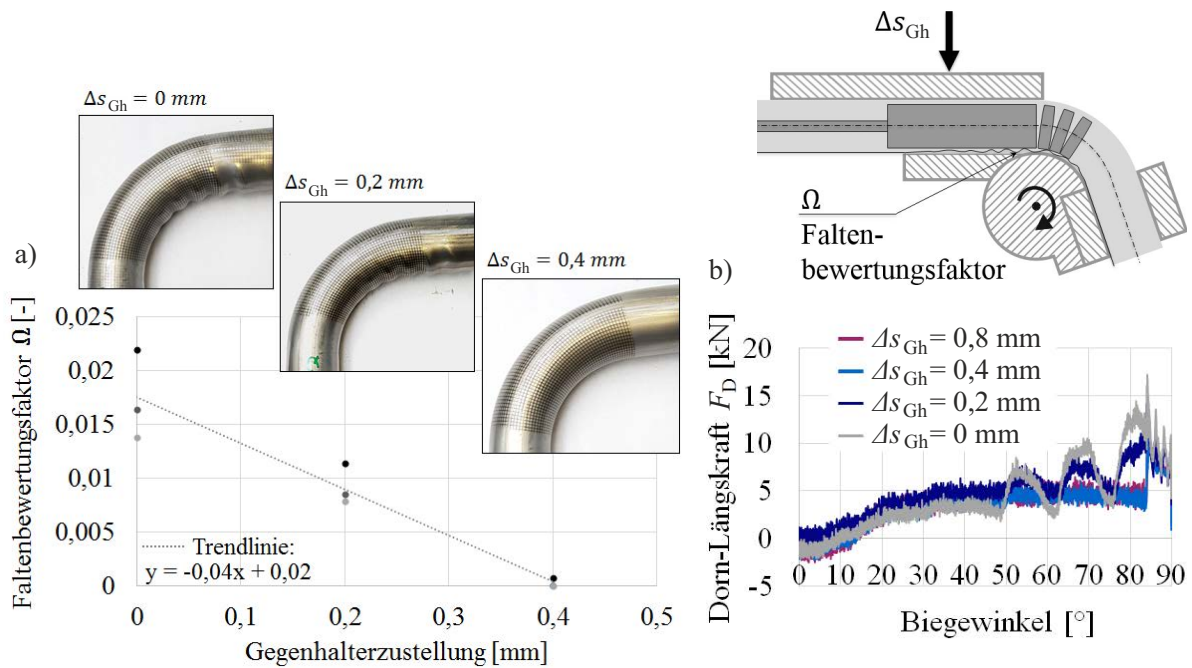 Δs_Gh = 0 mm
Δs_Gh = 0,2 mm
Δs_Gh = 0,4 mm
a)
Faltenbewertungsfaktor Ω [-]
0,025
0,02
0,015
0,01
0,005
0
Trendlinie:
y = -0,04x + 0,02
0 0,1 0,2 0,3 0,4 0,5
Gegenhalterzustellung [mm]
Δs_Gh
Ω
Falten-
bewertungsfaktor
b)
Dorn-Längskraft F_D [kN]
20
15
10
5
0
-5
Δs_Gh= 0,8 mm
Δs_Gh= 0,4 mm
Δs_Gh= 0,2 mm
Δs_Gh= 0 mm
0 10 20 30 40 50 60 70 80 90
Biegewinkel [°]